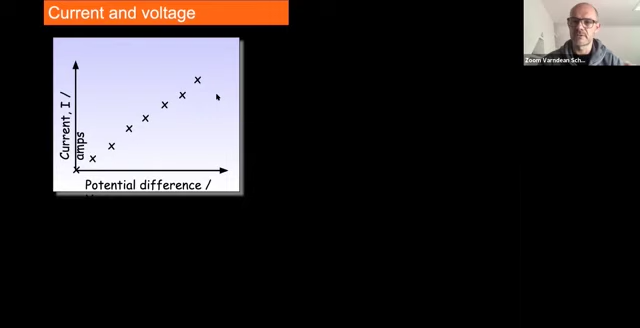 Current and voltage
Current, I /
amps
Potential difference /
Zoom Varndean Sch...